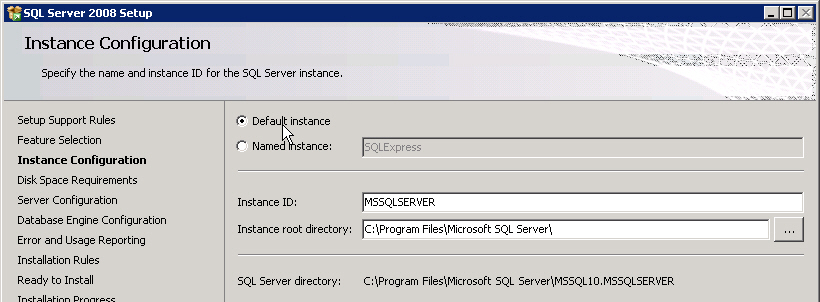 SQL Server 2008 Setup
Instance Configuration
Specify the name and instance ID for the SQL Server instance.
Setup Support Rules
Feature Selection
Instance Configuration
Disk Space Requirements
Server Configuration
Database Engine Configuration
Error and Usage Reporting
Installation Rules
Ready to Install
Installation Progress
Default instance
Named instance: SQLExpress
Instance ID: MSSQLSERVER
Instance root directory: C:\Program Files\Microsoft SQL Server\ ...
SQL Server directory: C:\Program Files\Microsoft SQL Server\MSSQL10.MSSQLSERVER